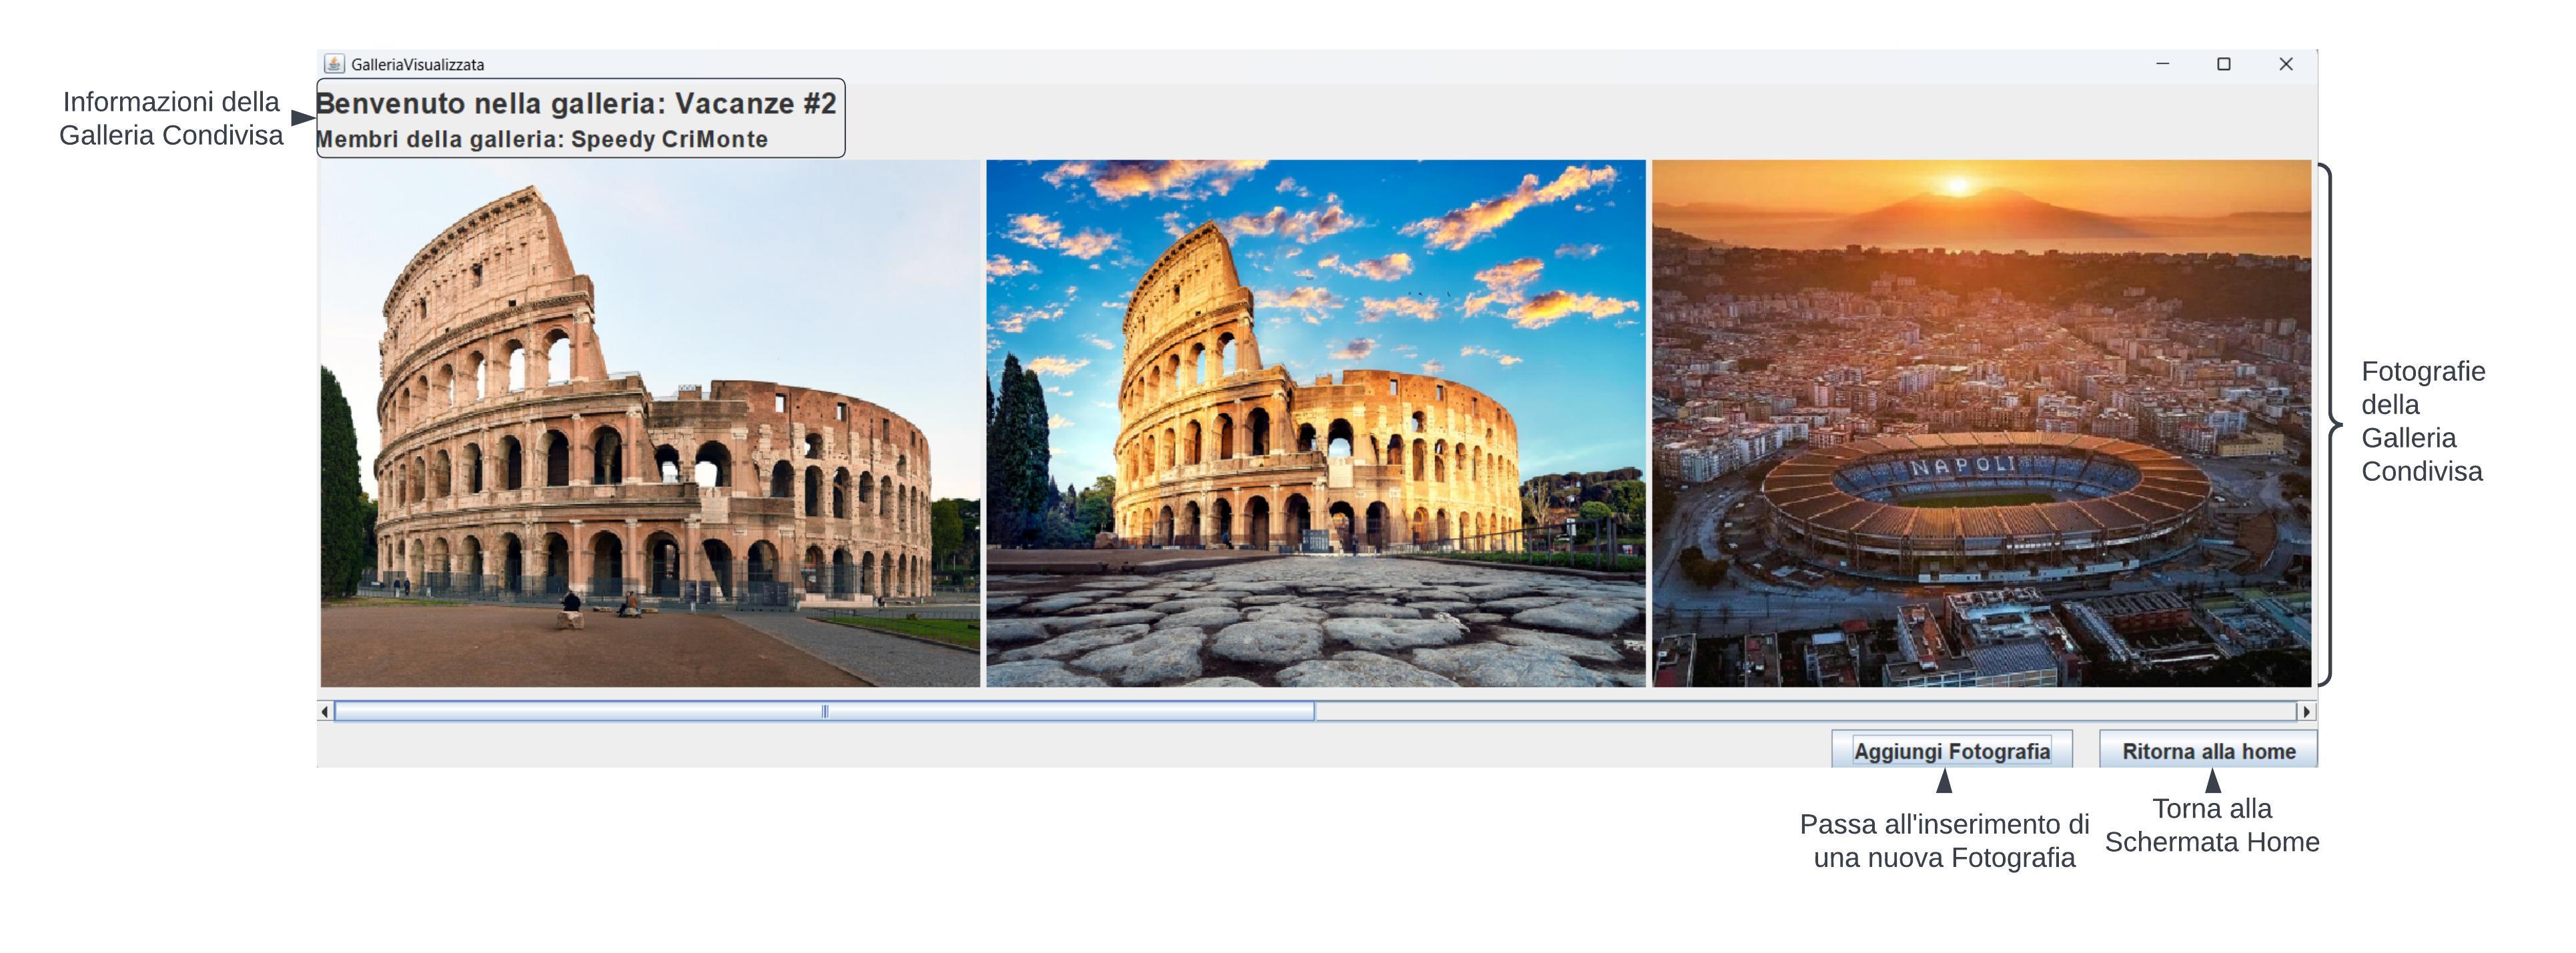 GalleriaVisualizzata
Informazioni della
Galleria Condivisa
Benvenuto nella galleria: Vacanze #2
Membri della galleria: Speedy CriMonte
NAPOLI
Fotografie
della
Galleria
Condivisa
Aggiungi Fotografia
Ritorna alla home
Passa all'inserimento di
una nuova Fotografia
Torna alla
Schermata Home